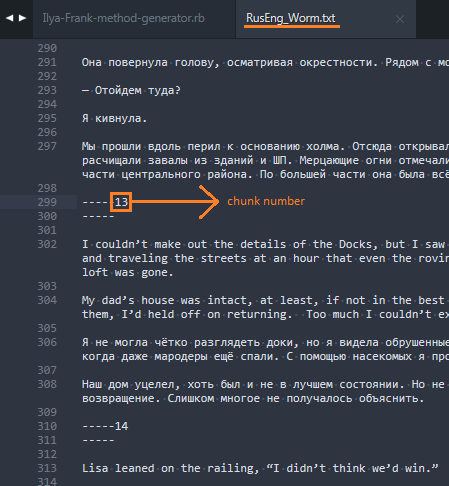 Ilya-Frank-method-generator.rb RusEng_Worm.txt ×
290
291 Она повернула голову, осматривая окрестности. Рядом с мо
292
293 — Отойдем туда?
294
295 Я кивнула.
296
297 Мы прошли вдоль перил к основанию холма. Отсюда открывал
расчищали завалы из зданий и ШП. Мерцающие огни отмечали
части центрального района. По большей части она была всё
298
299 -----13 chunk number
300 -----
301
302 I couldn’t make out the details of the Docks, but I saw
and traveling the streets at an hour that even the rovin
loft was gone.
303
304 My dad’s house was intact, at least, if not in the best
them, I’d held off on returning. Too much I couldn’t ex
305
306 Я не могла чётко разглядеть доки, но я видела обрушенные
когда даже мародеры ещё спали. С помощью насекомых я про
307
308 Наш дом уцелел, хоть был и не в лучшем состоянии. Но не
возвращение. Слишком многое не получалось объяснить.
309
310 -----14
311 -----
312
313 Lisa leaned on the railing, “I didn’t think we’d win.”
314